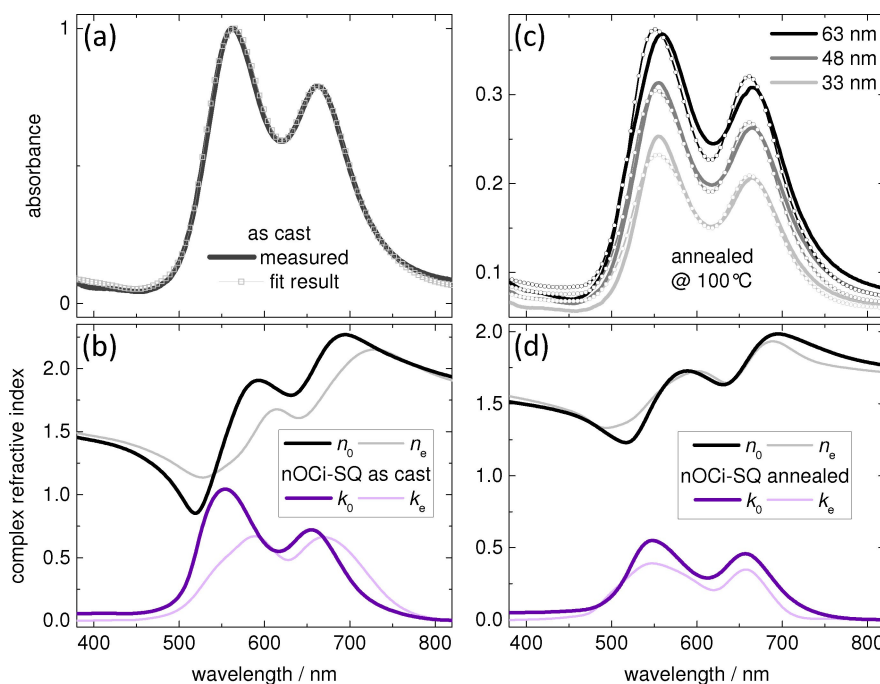 (a)
1
absorbance
0
as cast
measured
fit result
(c)
63 nm
48 nm
33 nm
0.3
0.2
0.1
annealed
@ 100°C
(b)
2.0
1.5
1.0
0.5
0.0
complex refractive index
n0 ne
nOCi-SQ as cast
k0 ke
400 500 600 700 800
wavelength / nm
(d)
2.0
1.5
1.0
0.5
0.0
n0 ne
nOCi-SQ annealed
k0 ke
400 500 600 700 800
wavelength / nm